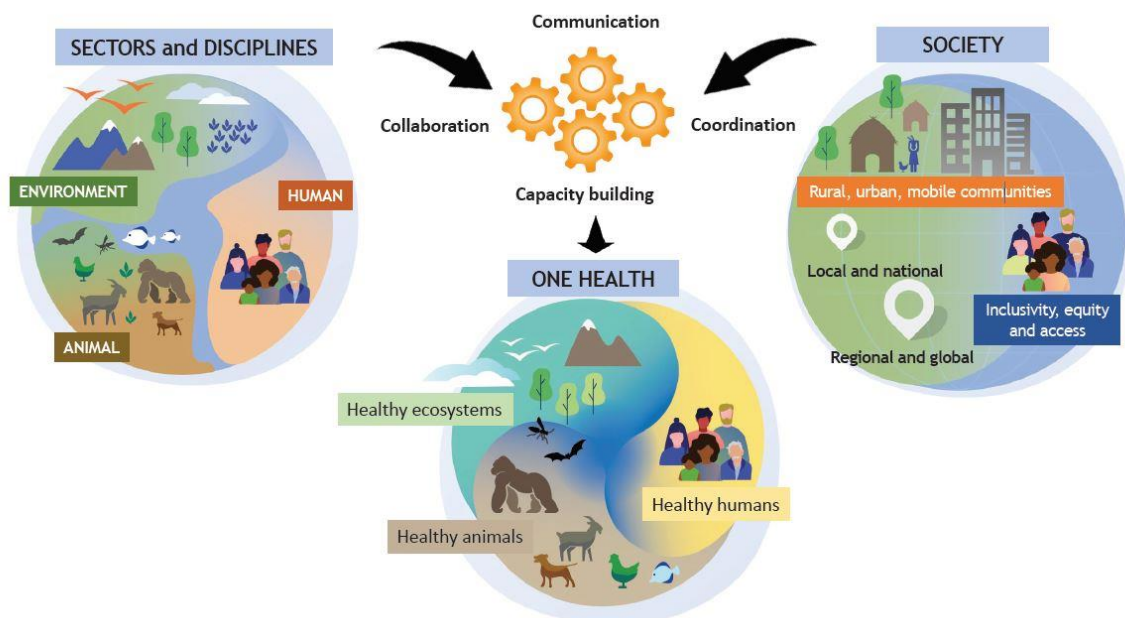 Communication
SECTORS and DISCIPLINES
SOCIETY
Collaboration
Coordination
ENVIRONMENT
HUMAN
Capacity building
Rural, urban, mobile communities
Local and national
ONE HEALTH
Inclusivity, equity
and access
ANIMAL
Regional and global
Healthy ecosystems
Healthy humans
Healthy animals